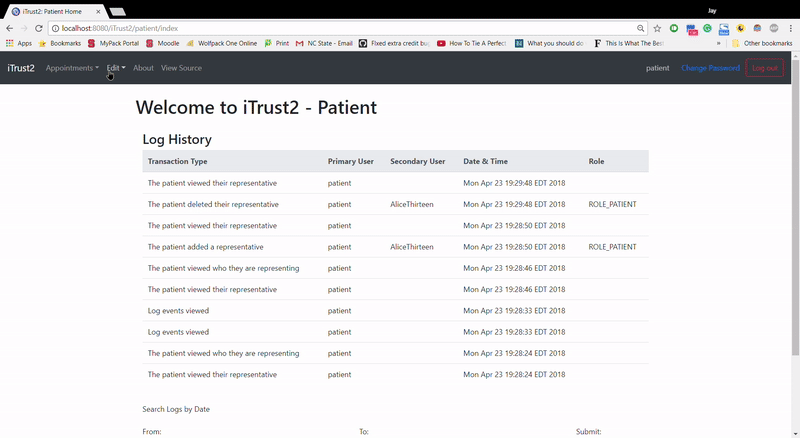 Jay
iTrust2: Patient Home
localhost:8080/iTrust2/patient/index
Apps Bookmarks MyPack Portal Moodle Wolfpack One Online Print NC State - Email Fixed extra credit bug How To Tie A Perfect What you should do This Is What The Best Other bookmarks
iTrust2 Appointments Edit About View Source patient Change Password Log out
Welcome to iTrust2 - Patient
Log History
Transaction Type Primary User Secondary User Date & Time Role
The patient viewed their representative patient Mon Apr 23 19:29:48 EDT 2018
The patient deleted their representative patient AliceThirteen Mon Apr 23 19:29:48 EDT 2018 ROLE_PATIENT
The patient viewed their representative patient Mon Apr 23 19:28:50 EDT 2018
The patient added a representative patient AliceThirteen Mon Apr 23 19:28:50 EDT 2018 ROLE_PATIENT
The patient viewed who they are representing patient Mon Apr 23 19:28:46 EDT 2018
The patient viewed their representative patient Mon Apr 23 19:28:46 EDT 2018
Log events viewed patient Mon Apr 23 19:28:33 EDT 2018
Log events viewed patient Mon Apr 23 19:28:33 EDT 2018
The patient viewed who they are representing patient Mon Apr 23 19:28:24 EDT 2018
The patient viewed their representative patient Mon Apr 23 19:28:24 EDT 2018
Search Logs by Date
From: To: Submit: